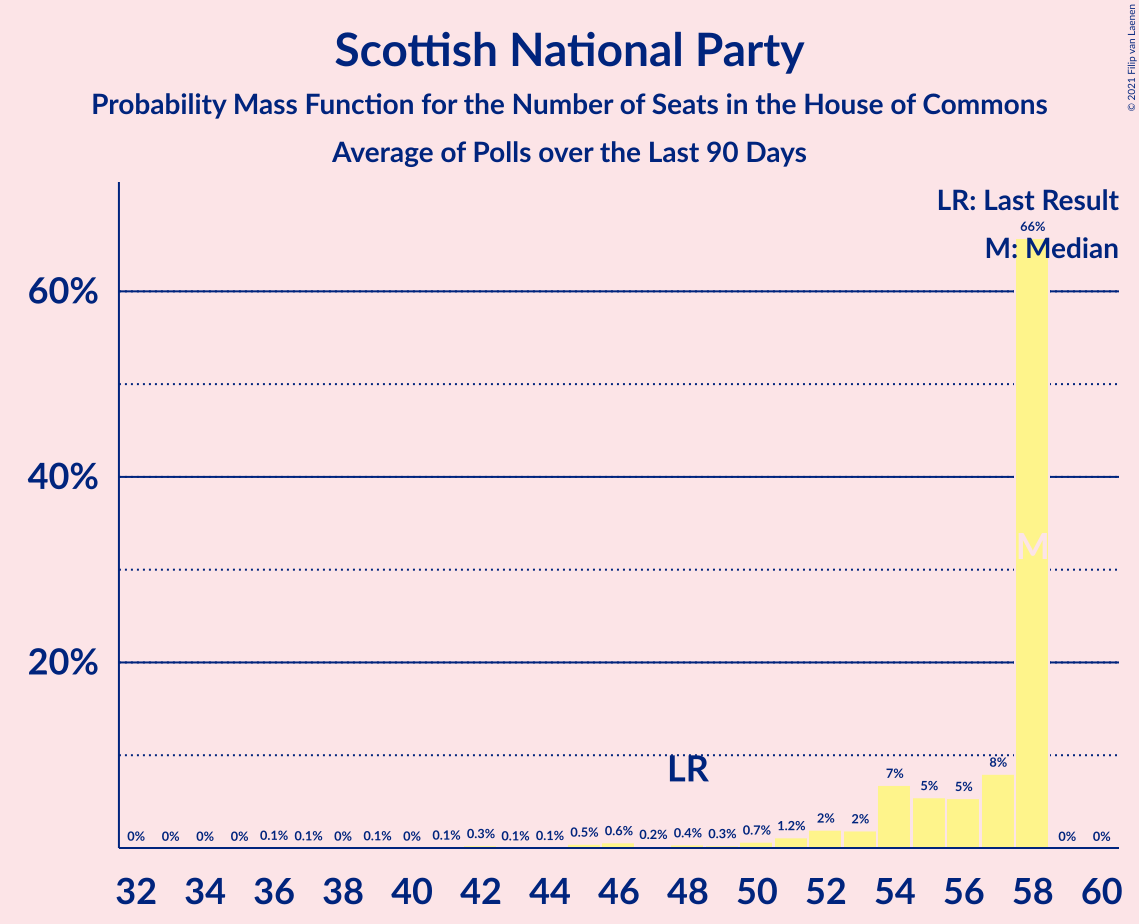 Scottish National Party
Probability Mass Function for the Number of Seats in the House of Commons
Average of Polls over the Last 90 Days
© 2021 Filip van Laenen
LR: Last Result
66%
M: Median
60%
40%
M
20%
LR
0% 0% 0% 0% 0.1% 0.1% 0% 0.1% 0% 0.1% 0.3% 0.1% 0.1% 0.5% 0.6% 0.2% 0.4% 0.3% 0.7% 1.2% 2% 2% 7% 5% 5% 8% 0% 0%
32 34 36 38 40 42 44 46 48 50 52 54 56 58 60